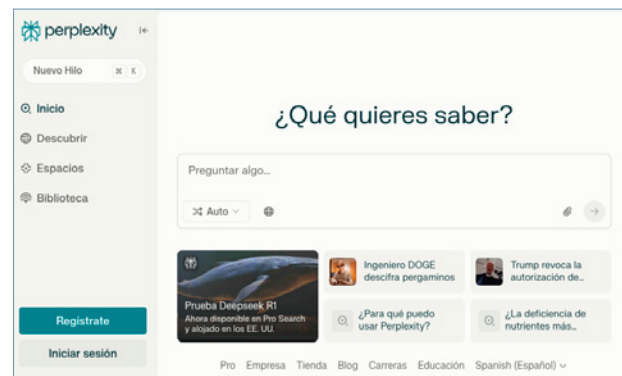 perplexity
Nuevo Hilo ⌘ K
Inicio
Descubrir
Espacios
Biblioteca
Regístrate
Iniciar sesión
¿Qué quieres saber?
Preguntar algo...
Auto
Prueba Deepseek R1
Ahora disponible en Pro Search
y alojado en los EE. UU.
Ingeniero DOGE
descifra pergaminos
Trump revoca la
autorización de...
¿Para qué puedo
usar Perplexity?
¿La deficiencia de
nutrientes más...
Pro Empresa Tienda Blog Carreras Educación Spanish (Español)